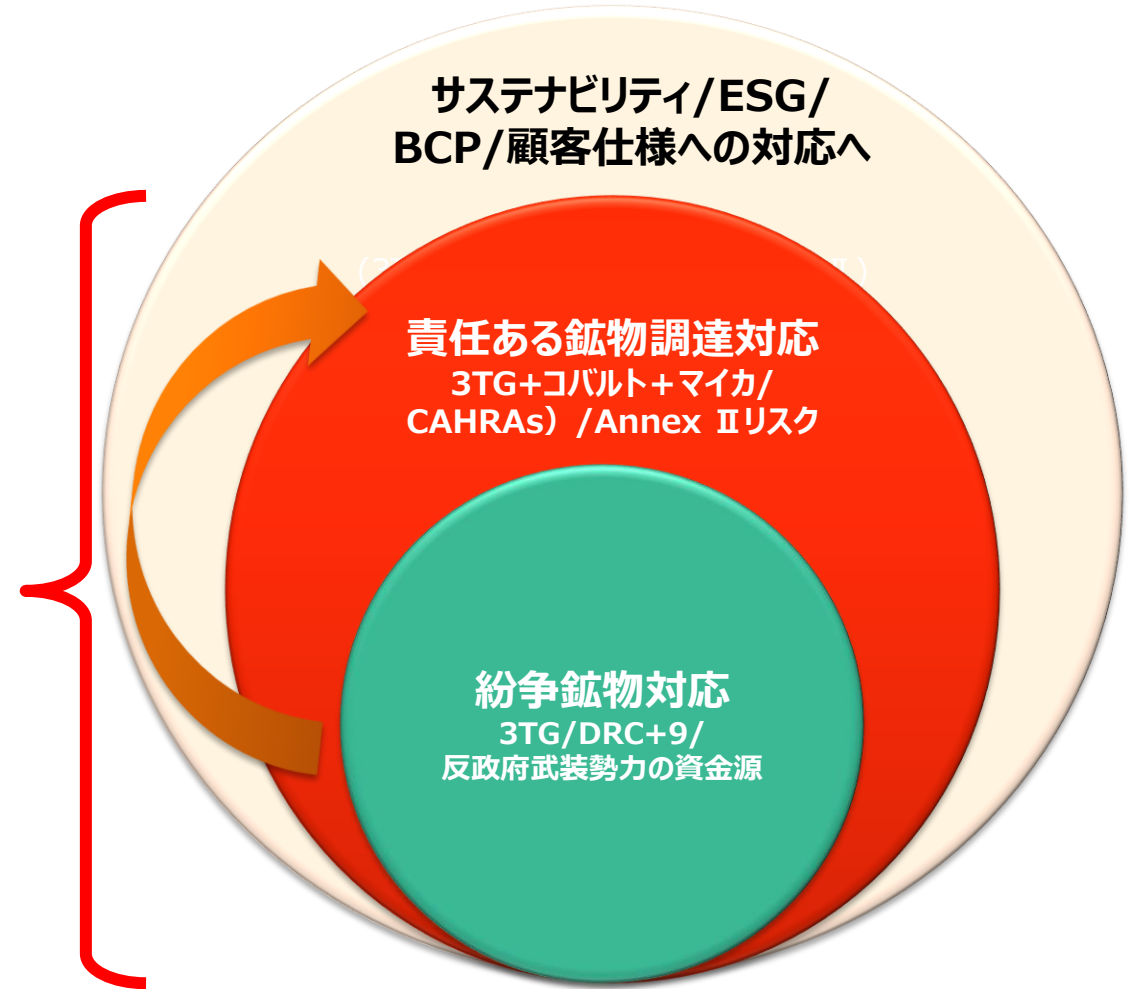 サステナビリティ/ESG/
BCP/顧客仕様への対応へ
責任ある鉱物調達対応
3TG+コバルト+マイカ/
CAHRAs）/Annex Ⅱリスク
紛争鉱物対応
3TG/DRC+9/
反政府武装勢力の資金源